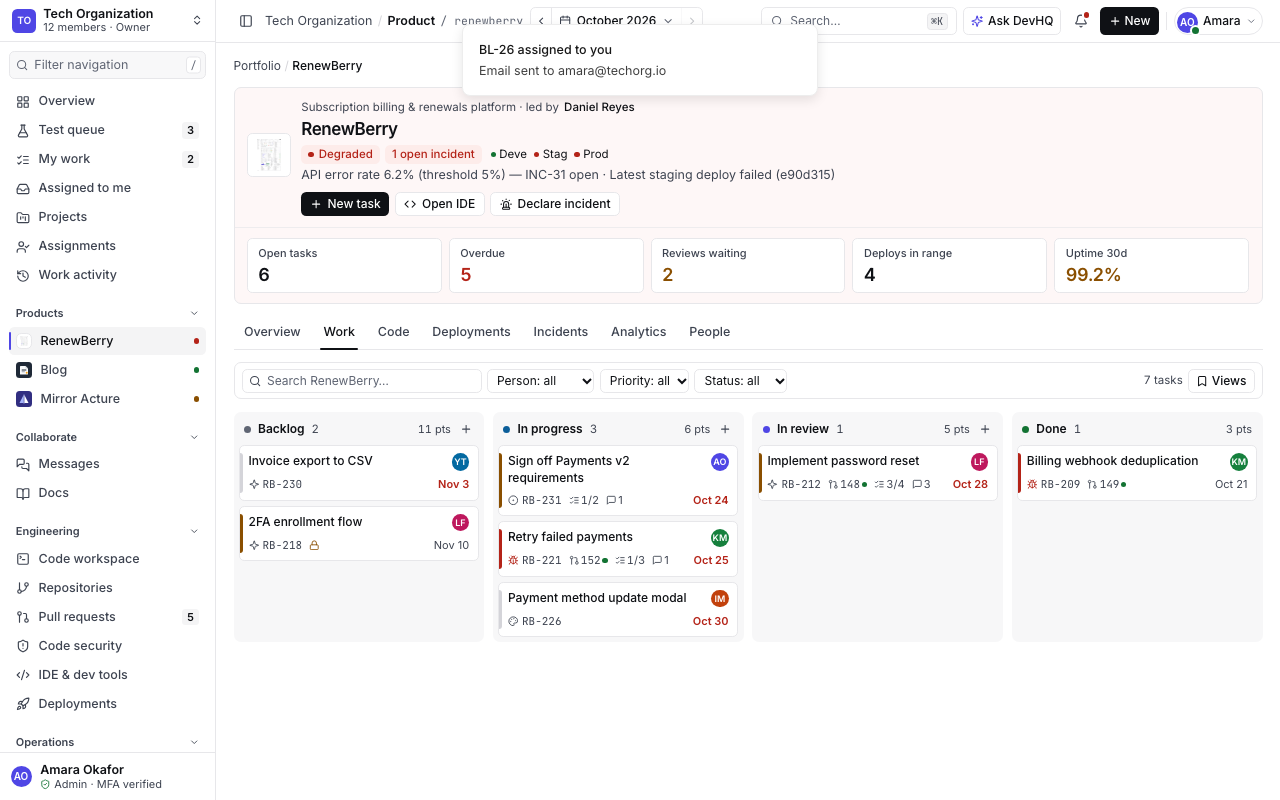 TO
Tech Organization
12 members · Owner
Filter navigation
/
Overview
Test queue
3
My work
2
Assigned to me
Projects
Assignments
Work activity
Products
RenewBerry
Blog
Mirror Acture
Collaborate
Messages
Docs
Engineering
Code workspace
Repositories
Pull requests
5
Code security
IDE & dev tools
Deployments
Operations
AO
Amara Okafor
Admin · MFA verified
Tech Organization / Product / renewberry
October 2026
Search...
⌘K
Ask DevHQ
New
AO
Amara
BL-26 assigned to you
Email sent to amara@techorg.io
Portfolio / RenewBerry
Subscription billing & renewals platform · led by Daniel Reyes
RenewBerry
Degraded
1 open incident
Deve
Stag
Prod
API error rate 6.2% (threshold 5%) — INC-31 open · Latest staging deploy failed (e90d315)
New task
Open IDE
Declare incident
Open tasks
6
Overdue
5
Reviews waiting
2
Deploys in range
4
Uptime 30d
99.2%
Overview
Work
Code
Deployments
Incidents
Analytics
People
Search RenewBerry...
Person: all
Priority: all
Status: all
7 tasks
Views
Backlog 2
11 pts
Invoice export to CSV
YT
RB-230
Nov 3
2FA enrollment flow
LF
RB-218
Nov 10
In progress 3
6 pts
Sign off Payments v2
requirements
AO
RB-231 1/2 1
Oct 24
Retry failed payments
KM
RB-221 152 1/3 1
Oct 25
Payment method update modal
IM
RB-226
Oct 30
In review 1
5 pts
Implement password reset
LF
RB-212 148 3/4 3
Oct 28
Done 1
3 pts
Billing webhook deduplication
KM
RB-209 149
Oct 21